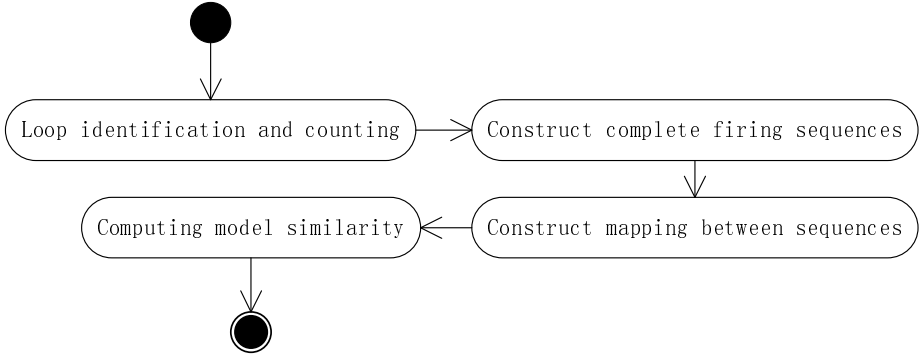 Loop identification and counting
Construct complete firing sequences
Construct mapping between sequences
Computing model similarity